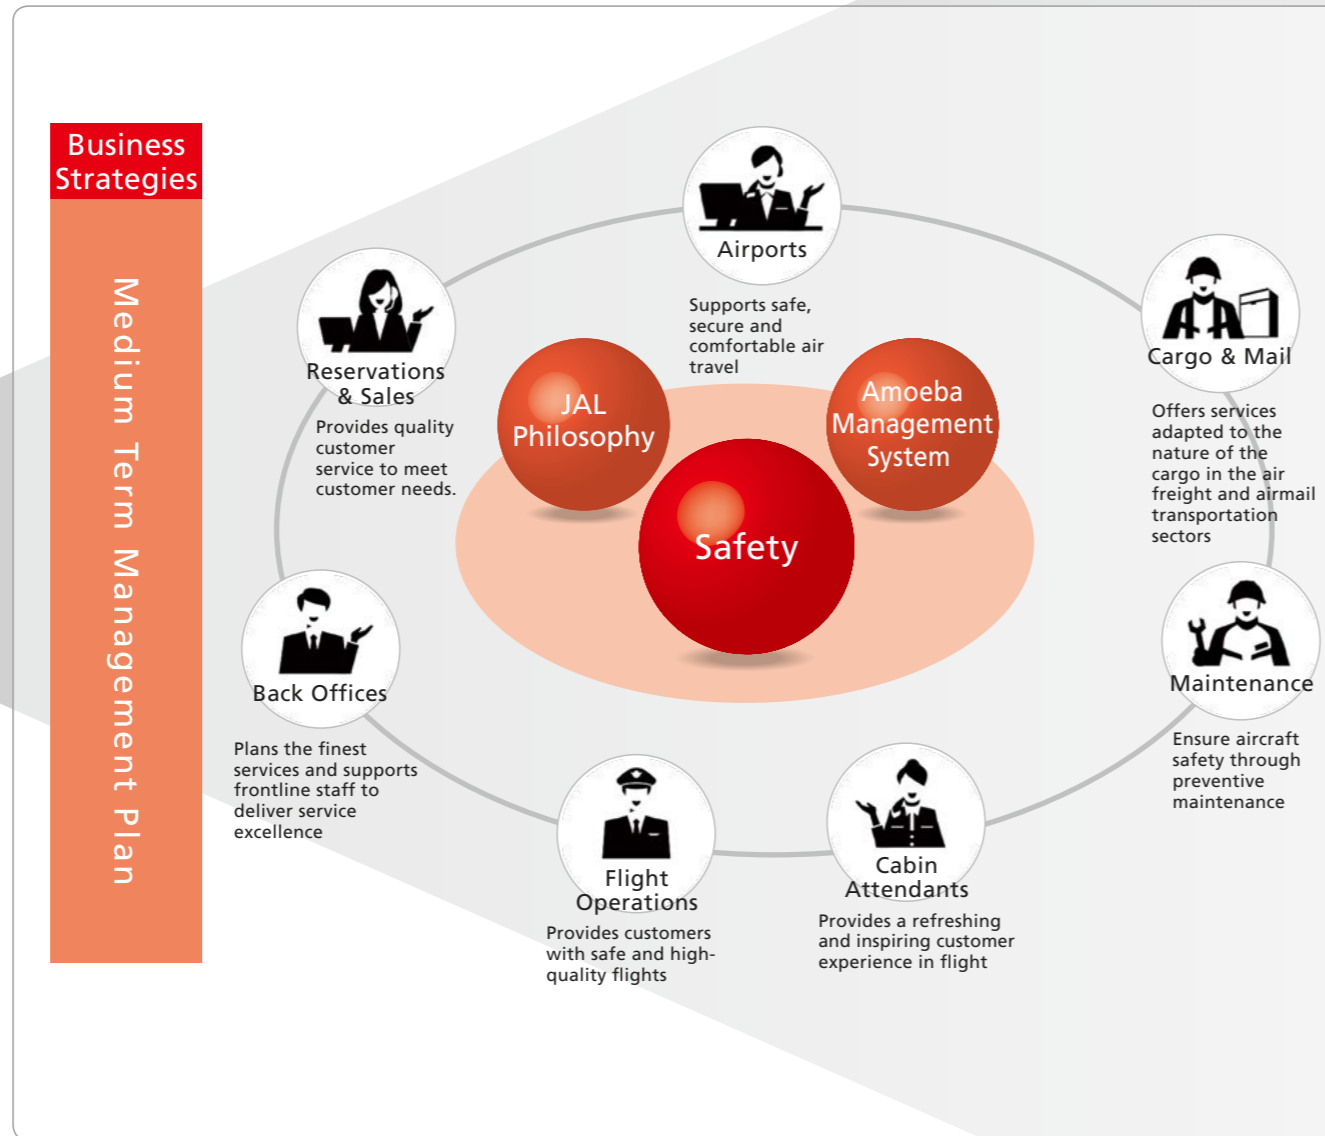 Business
Strategies
Medium Term Management Plan
Airports
Supports safe,
secure and
comfortable air
travel
Reservations
& Sales
Provides quality
customer
service to meet
customer needs.
Cargo & Mail
Offers services
adapted to the
nature of the
cargo in the air
freight and airmail
transportation
sectors
JAL
Philosophy
Amoeba
Management
System
Safety
Back Offices
Plans the finest
services and supports
frontline staff to
deliver service
excellence
Maintenance
Ensure aircraft
safety through
preventive
maintenance
Flight
Operations
Provides customers
with safe and high-
quality flights
Cabin
Attendants
Provides a refreshing
and inspiring customer
experience in flight